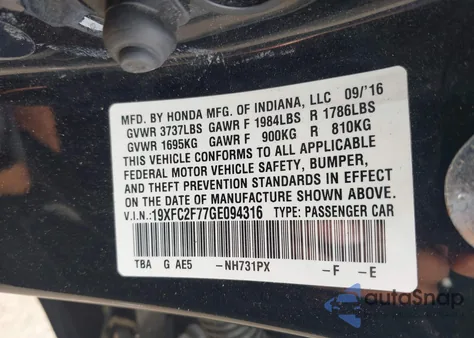 MFD. BY HONDA MFG. OF INDIANA, LLC 09/'16
GVWR 3737LBS GAWR F 1984LBS R 1786LBS
GVWR 1695KG GAWR F 900KG R 810KG
THIS VEHICLE CONFORMS TO ALL APPLICABLE
FEDERAL MOTOR VEHICLE SAFETY, BUMPER,
AND THEFT PREVENTION STANDARDS IN EFFECT
ON THE DATE OF MANUFACTURE SHOWN ABOVE.
V.I.N.:19XFC2F77GE094316 TYPE: PASSENGER CAR
TBA G AE5 -NH731PX -F -E
autoSnap